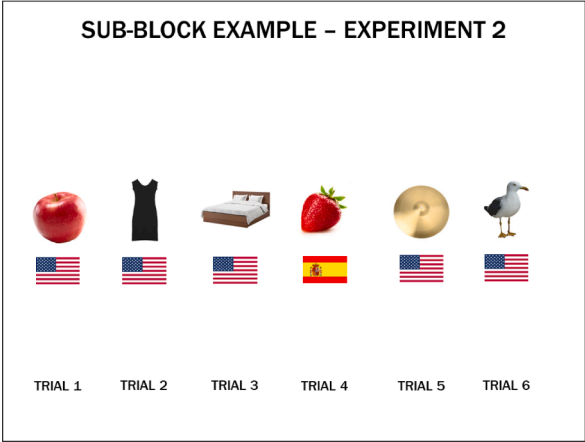 SUB-BLOCK EXAMPLE – EXPERIMENT 2
TRIAL 1 TRIAL 2 TRIAL 3 TRIAL 4 TRIAL 5 TRIAL 6